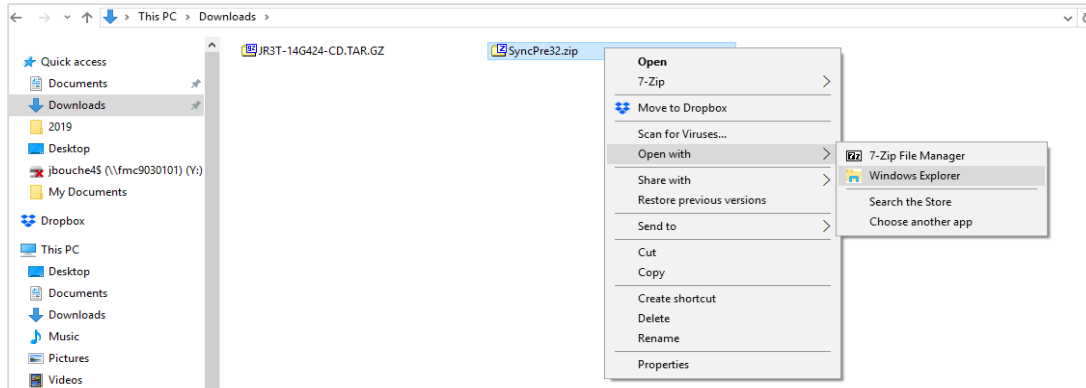 This PC > Downloads >
Quick access
Documents
Downloads
2019
Desktop
jbouche4$ (\\fmc9030101) (Y:)
My Documents
Dropbox
This PC
Desktop
Documents
Downloads
Music
Pictures
Videos
JR3T-14G424-CD.TAR.GZ
SyncPre32.zip
Open
7-Zip
Move to Dropbox
Scan for Viruses...
Open with
Share with
Restore previous versions
Send to
Cut
Copy
Create shortcut
Delete
Rename
Properties
7-Zip File Manager
Windows Explorer
Search the Store
Choose another app